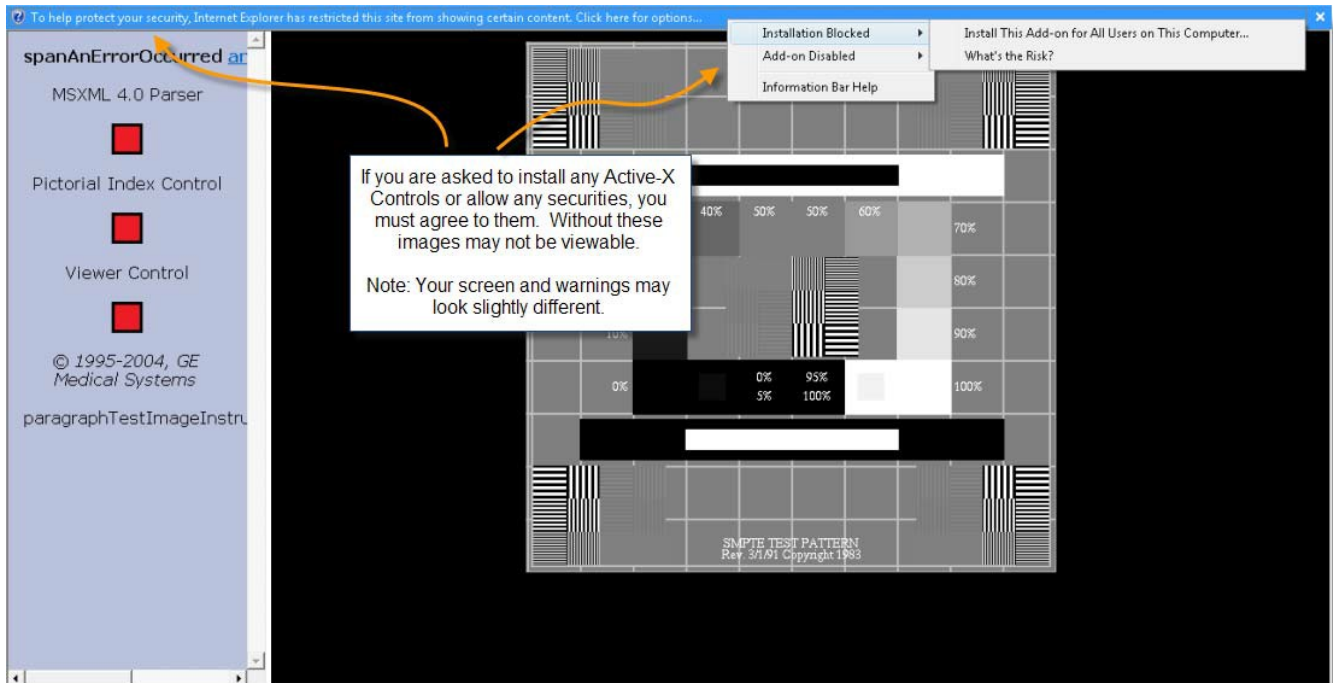 To help protect your security, Internet Explorer has restricted this site from showing certain content. Click here for options...
Installation Blocked
Add-on Disabled
Information Bar Help
Install This Add-on for All Users on This Computer...
What's the Risk?
spanAnErrorOccurred
MSXML 4.0 Parser
Pictorial Index Control
Viewer Control
© 1995-2004, GE
Medical Systems
paragraphTestImageInstru
If you are asked to install any Active-X
Controls or allow any securities, you
must agree to them. Without these
images may not be viewable.
Note: Your screen and warnings may
look slightly different.
40% 50% 50% 60%
70%
80%
10% 90%
0% 0% 95% 100%
5% 100%
SMPTE TEST PATTERN
Rev. 3/1/91 Copyright 1983